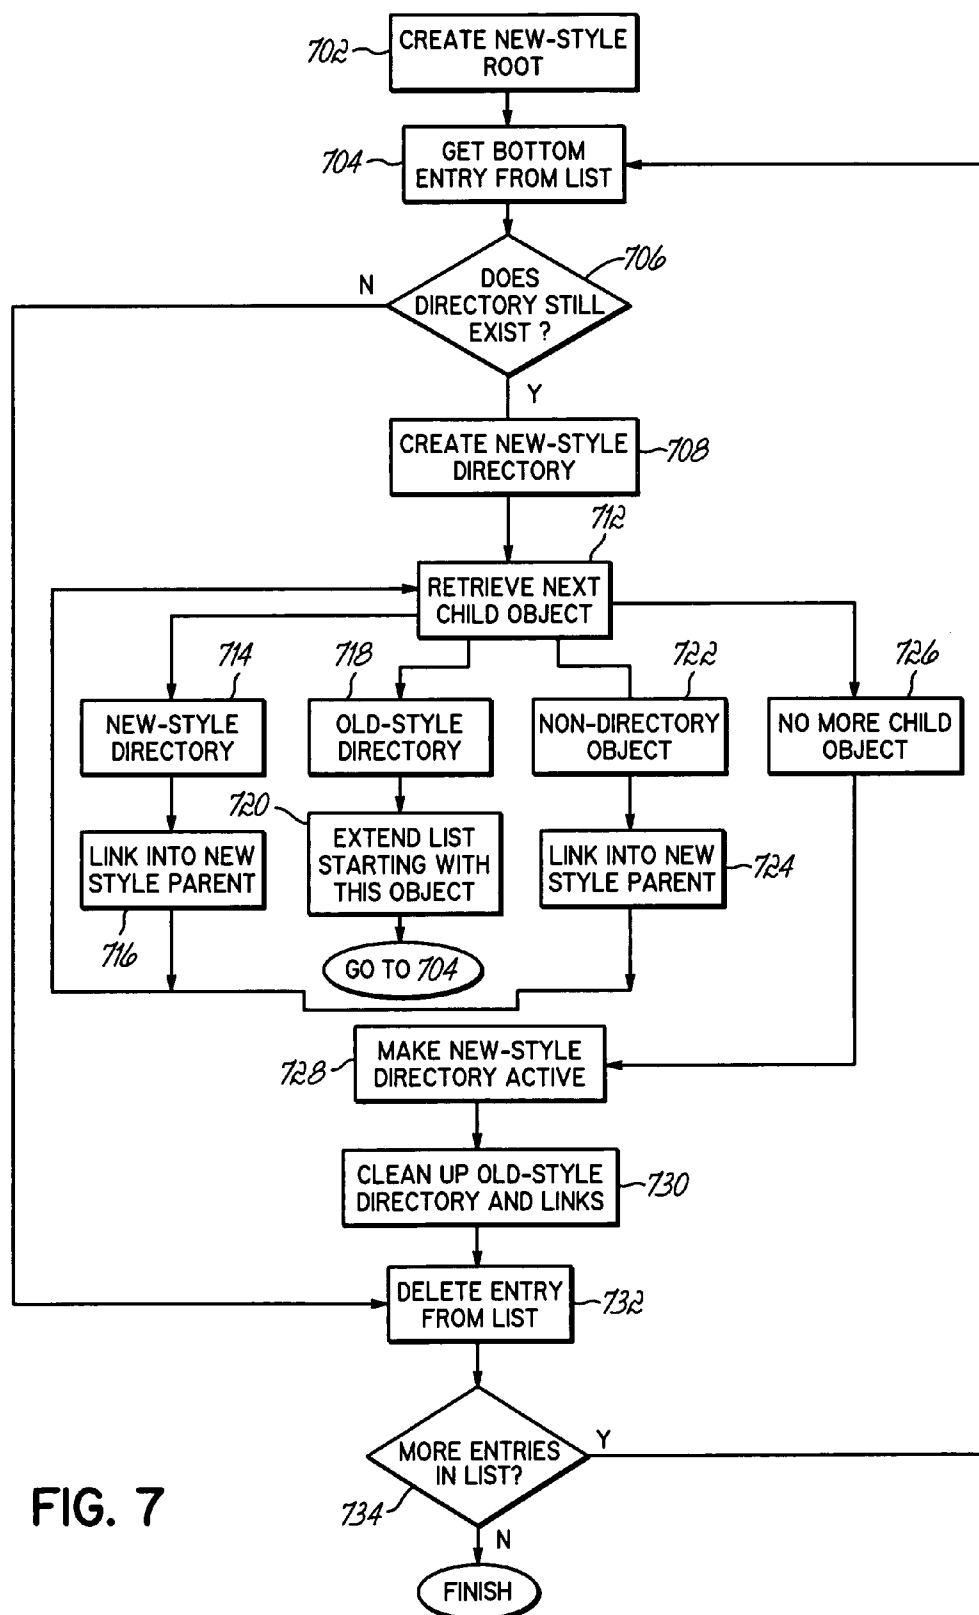 CREATE NEW-STYLE
ROOT
702
GET BOTTOM
ENTRY FROM LIST
704
DOES
DIRECTORY STILL
EXIST ?
706
N
Y
CREATE NEW-STYLE
DIRECTORY
708
712
RETRIEVE NEXT
CHILD OBJECT
714
NEW-STYLE
DIRECTORY
718
OLD-STYLE
DIRECTORY
722
NON-DIRECTORY
OBJECT
726
NO MORE CHILD
OBJECT
LINK INTO NEW
STYLE PARENT
716
720
EXTEND LIST
STARTING WITH
THIS OBJECT
LINK INTO NEW
STYLE PARENT
724
GO TO 704
MAKE NEW-STYLE
DIRECTORY ACTIVE
728
CLEAN UP OLD-STYLE
DIRECTORY AND LINKS
730
DELETE ENTRY
FROM LIST
732
MORE ENTRIES
IN LIST?
734
Y
N
FINISH
FIG. 7